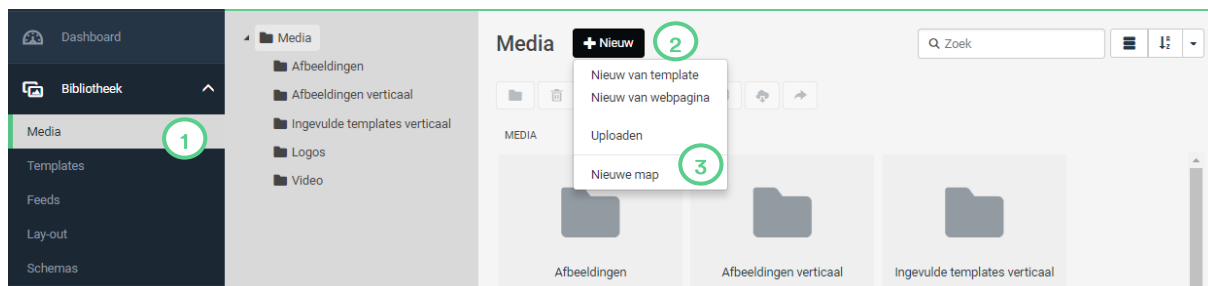 Dashboard
Bibliotheek
Media
1
Templates
Feeds
Lay-out
Schemas
Media
Afbeeldingen
Afbeeldingen verticaal
Ingevulde templates verticaal
Logos
Video
Media
Nieuw
2
Zoek
Nieuw van template
Nieuw van webpagina
Uploaden
Nieuwe map
3
MEDIA
Afbeeldingen
Afbeeldingen verticaal
Ingevulde templates verticaal